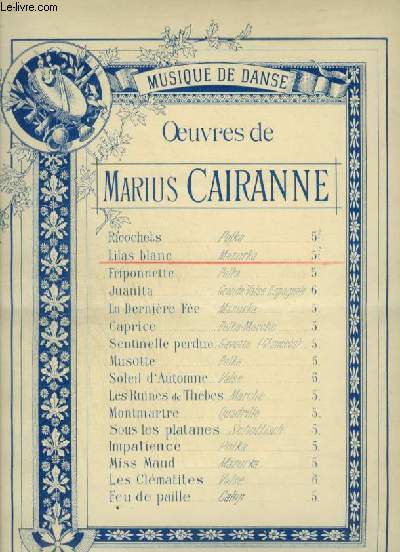 www.le-livre.com
MUSIQUE DE DANSE
Oeuvres de
MARIUS CAIRANNE
Ricochets Polka 5f
Lilas blanc Mazurka 5f
Friponnette Polka 5.
Juanita Grande Valse Espagnole 6
La Dernière Fée Mazurka 5.
Caprice Polka-Marche 5.
Sentinelle perdue Gavotte 5.
Musotte Polka 5.
Soleil d'Automne Valse 6.
Les Ruines de Thèbes Marche 5.
Montmartre Quadrille 5.
Sous les platanes Schottisch 5.
Impatience Polka 5.
Miss Maud Mazurka 5.
Les Clématites Valse 6.
Feu de paille Galop 5.